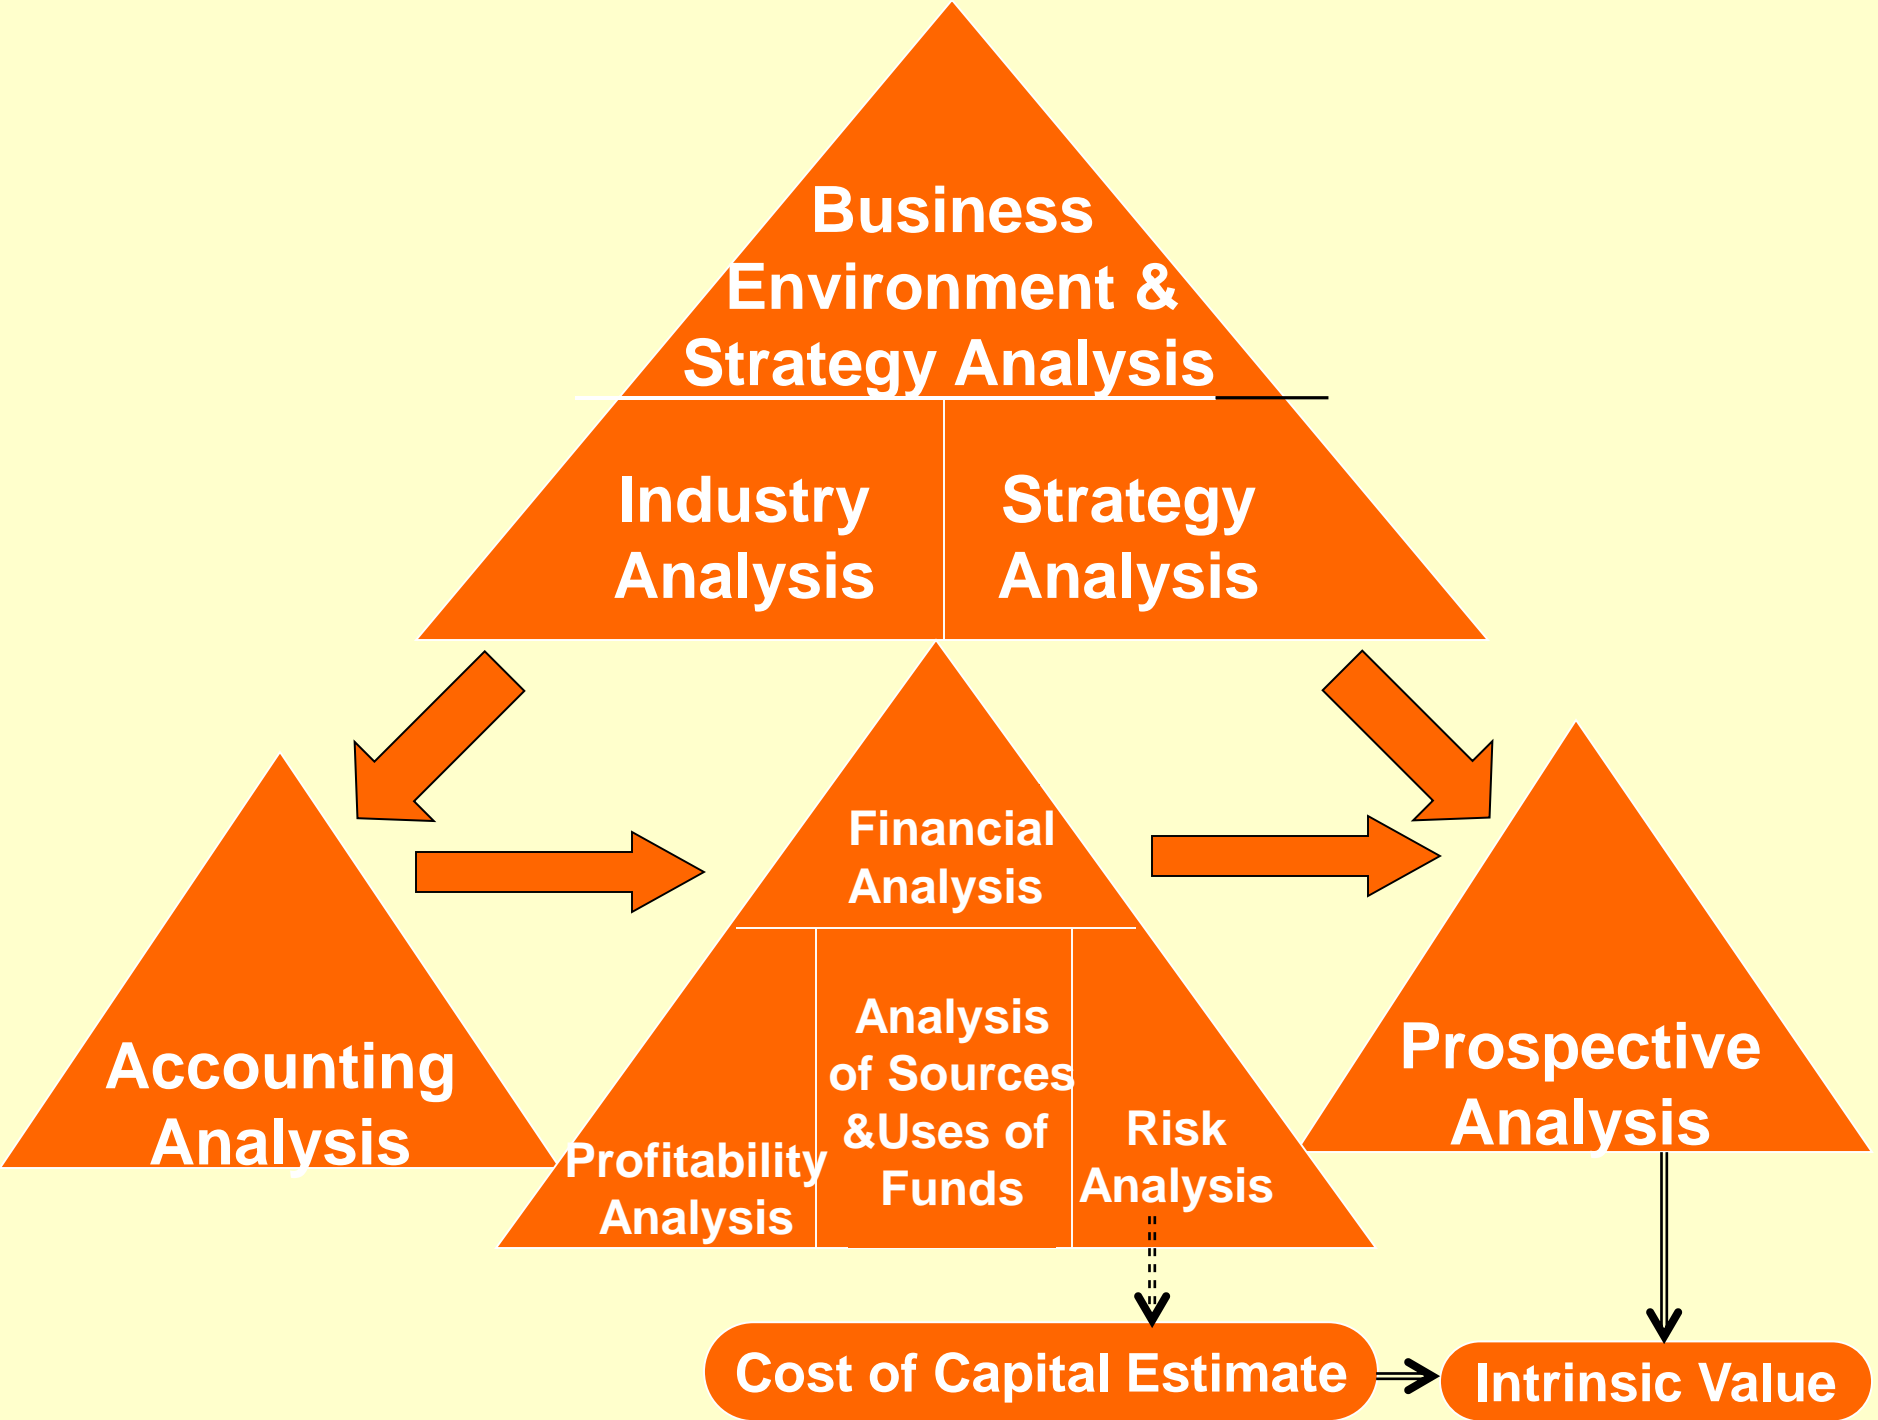 Business
Environment &
Strategy Analysis
Industry
Analysis
Strategy
Analysis
Financial
Analysis
Accounting
Analysis
Profitability
Analysis
Analysis
of Sources
&Uses of
Funds
Risk
Analysis
Prospective
Analysis
Cost of Capital Estimate
Intrinsic Value